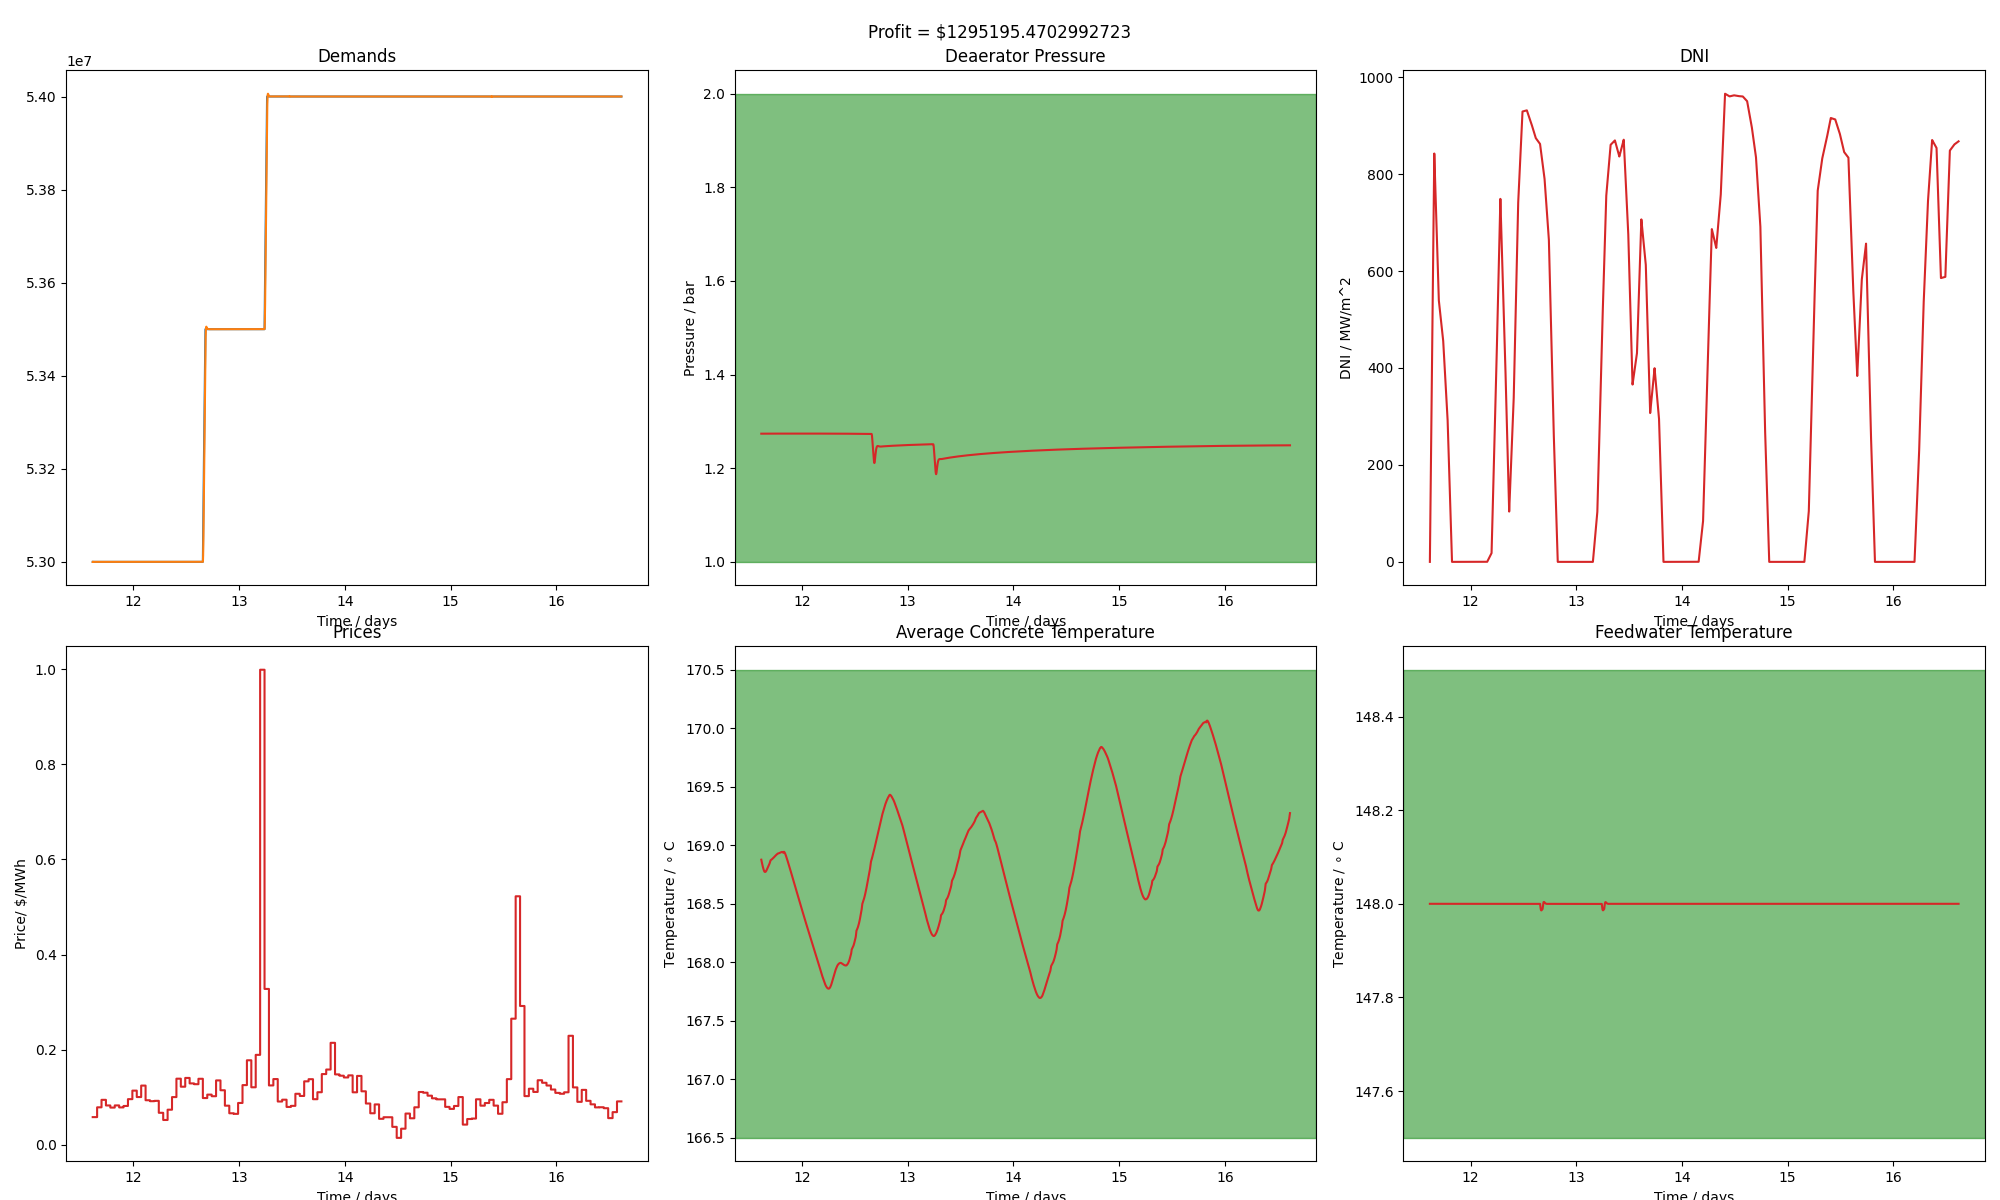 Profit = $1295195.4702992723
Demands
1e7
5.40
5.38
5.36
5.34
5.32
5.30
12 13 14 15 16
Time / days
Deaerator Pressure
Pressure / bar
2.0
1.8
1.6
1.4
1.2
1.0
12 13 14 15 16
Time / days
DNI
DNI / MW/m^2
1000
800
600
400
200
0
12 13 14 15 16
Time / days
Prices
Price/ $/MWh
1.0
0.8
0.6
0.4
0.2
0.0
12 13 14 15 16
Time / days
Average Concrete Temperature
Temperature / ∘ C
170.5
170.0
169.5
169.0
168.5
168.0
167.5
167.0
166.5
12 13 14 15 16
Time / days
Feedwater Temperature
Temperature / ∘ C
148.4
148.2
148.0
147.8
147.6
12 13 14 15 16
Time / days